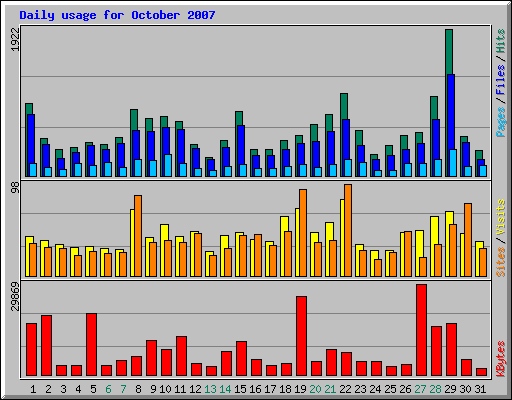 Daily usage for October 2007
1922
98
29869
Pages / Files / Hits
Sites / Visits
KBytes
1 2 3 4 5 6 7 8 9 10 11 12 13 14 15 16 17 18 19 20 21 22 23 24 25 26 27 28 29 30 31